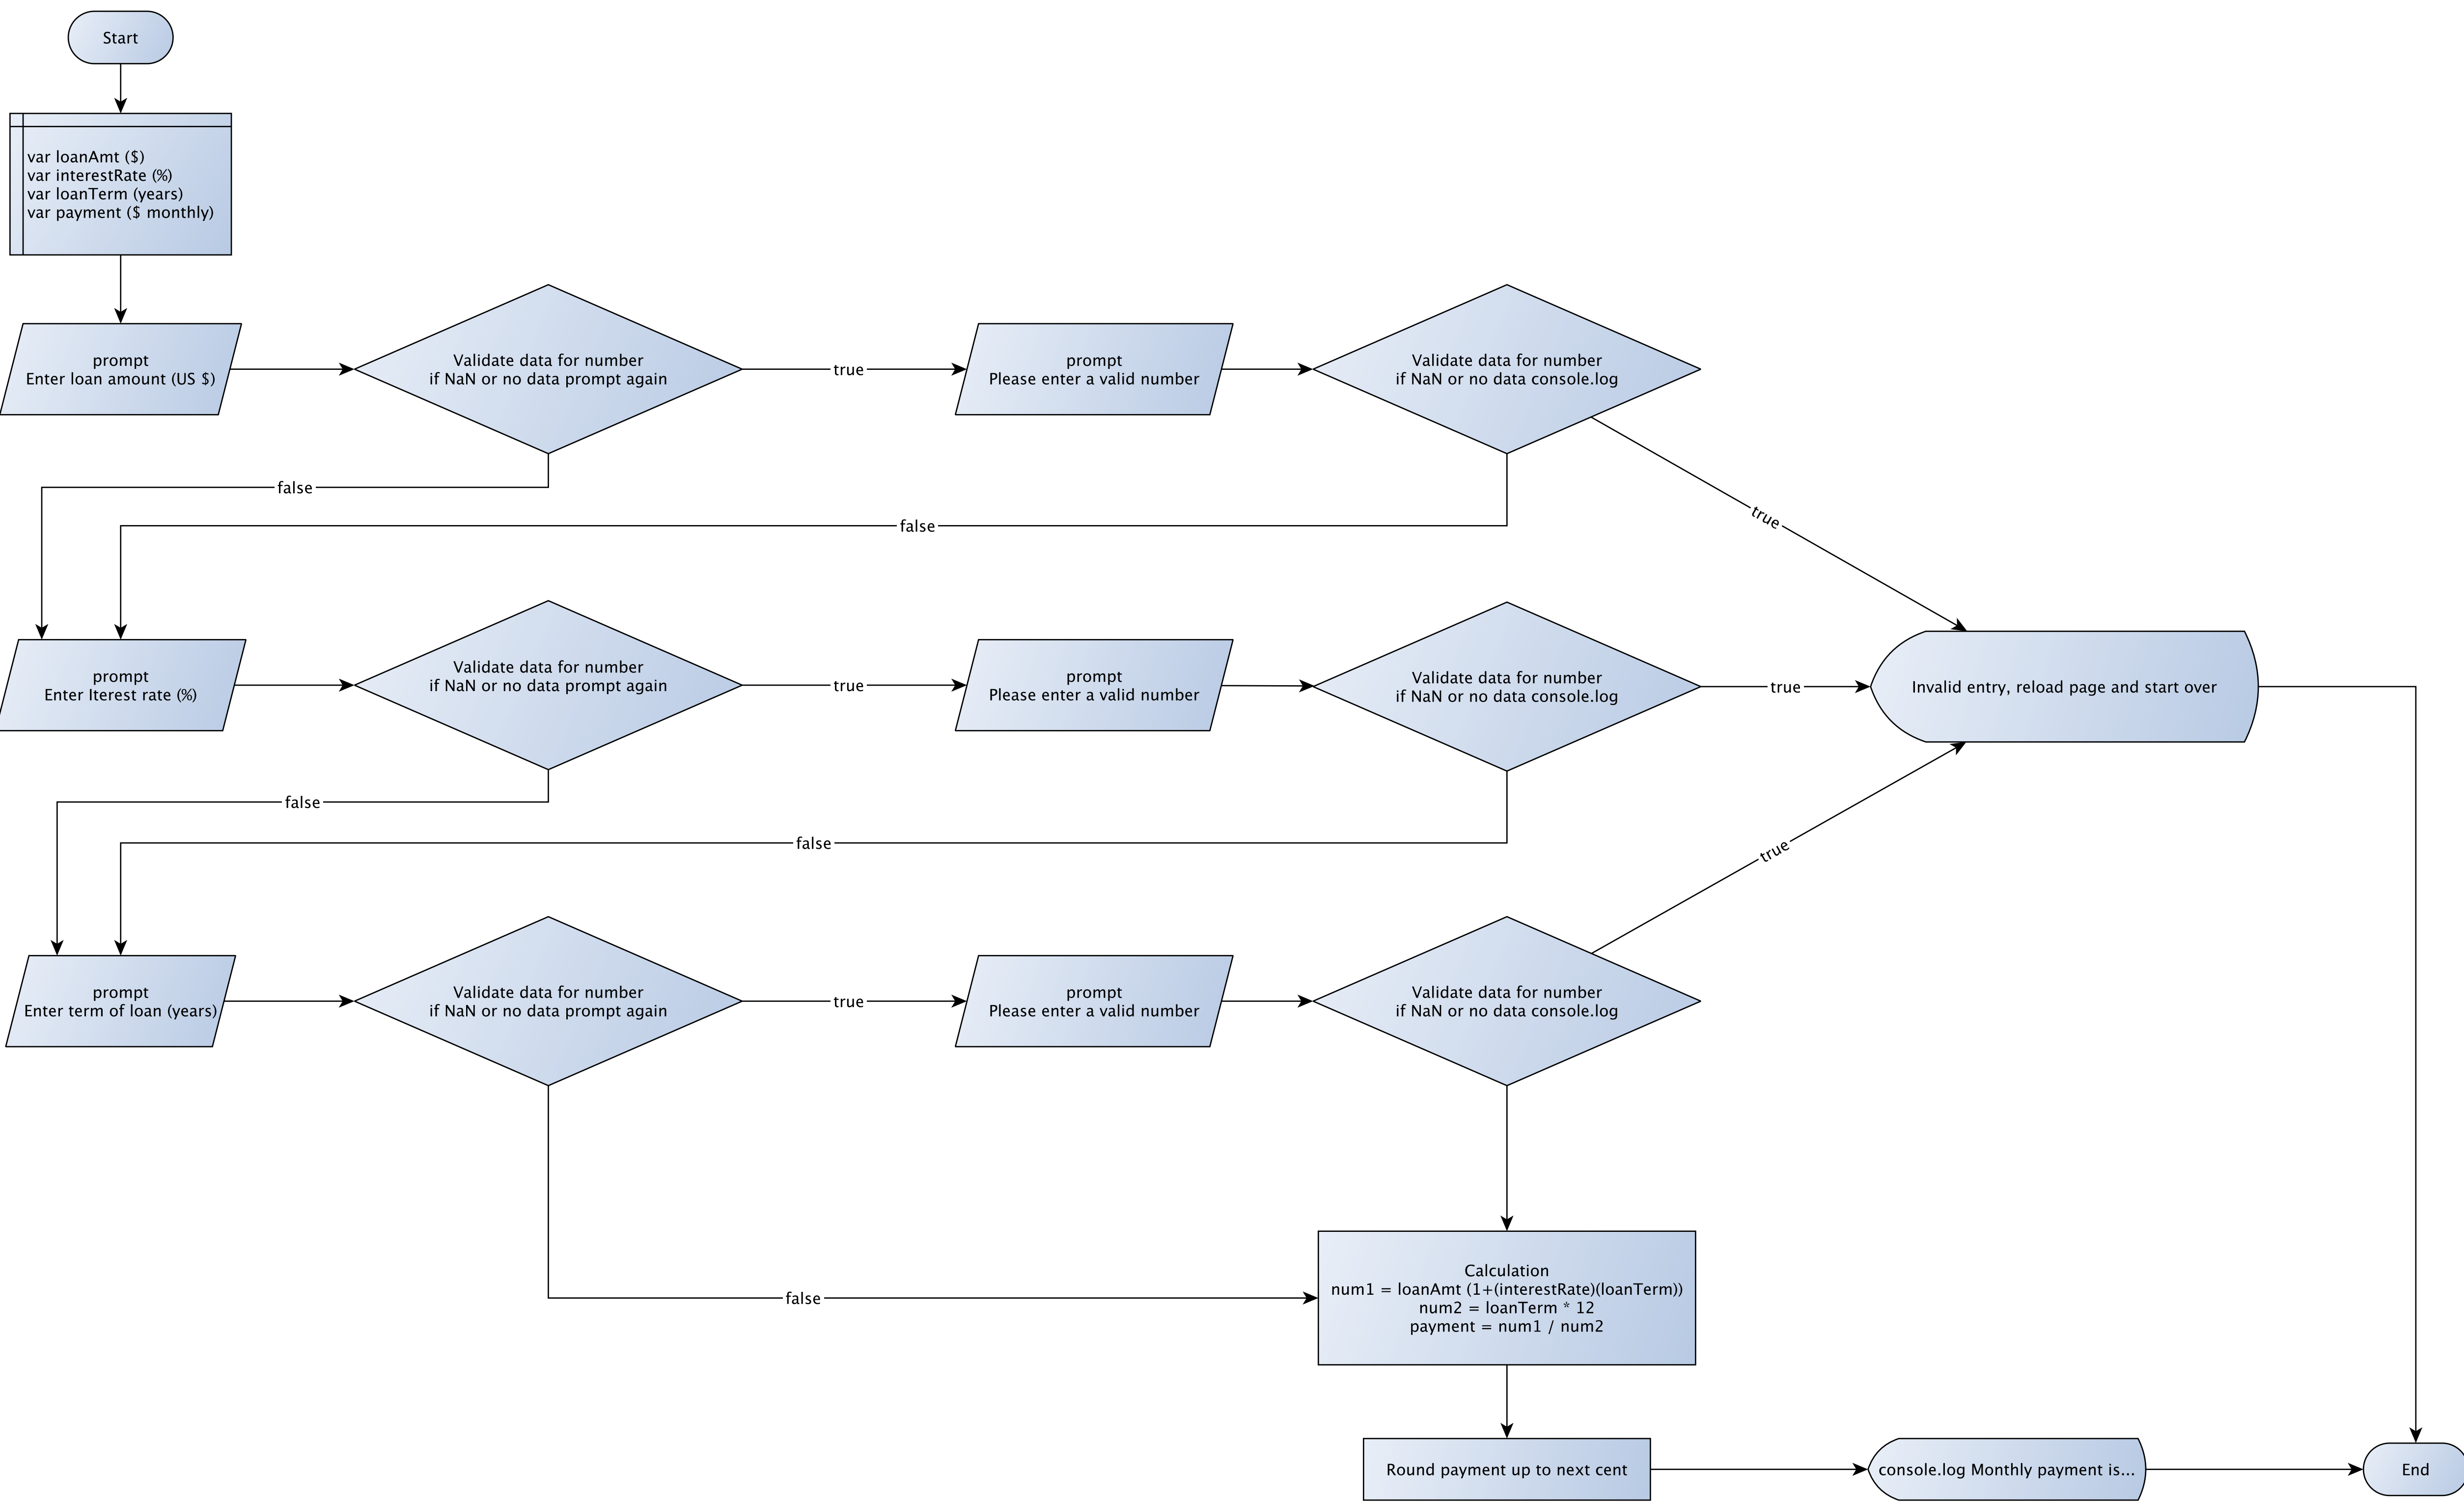 Start
var loanAmt ($)
var interestRate (%)
var loanTerm (years)
var payment ($ monthly)
prompt
Enter loan amount (US $)
Validate data for number
if NaN or no data prompt again
true
prompt
Please enter a valid number
Validate data for number
if NaN or no data console.log
false
false
true
prompt
Enter Iterest rate (%)
Validate data for number
if NaN or no data prompt again
true
prompt
Please enter a valid number
Validate data for number
if NaN or no data console.log
true
Invalid entry, reload page and start over
false
false
true
prompt
Enter term of loan (years)
Validate data for number
if NaN or no data prompt again
true
prompt
Please enter a valid number
Validate data for number
if NaN or no data console.log
false
Calculation
num1 = loanAmt (1+(interestRate)(loanTerm))
num2 = loanTerm * 12
payment = num1 / num2
Round payment up to next cent
console.log Monthly payment is...
End